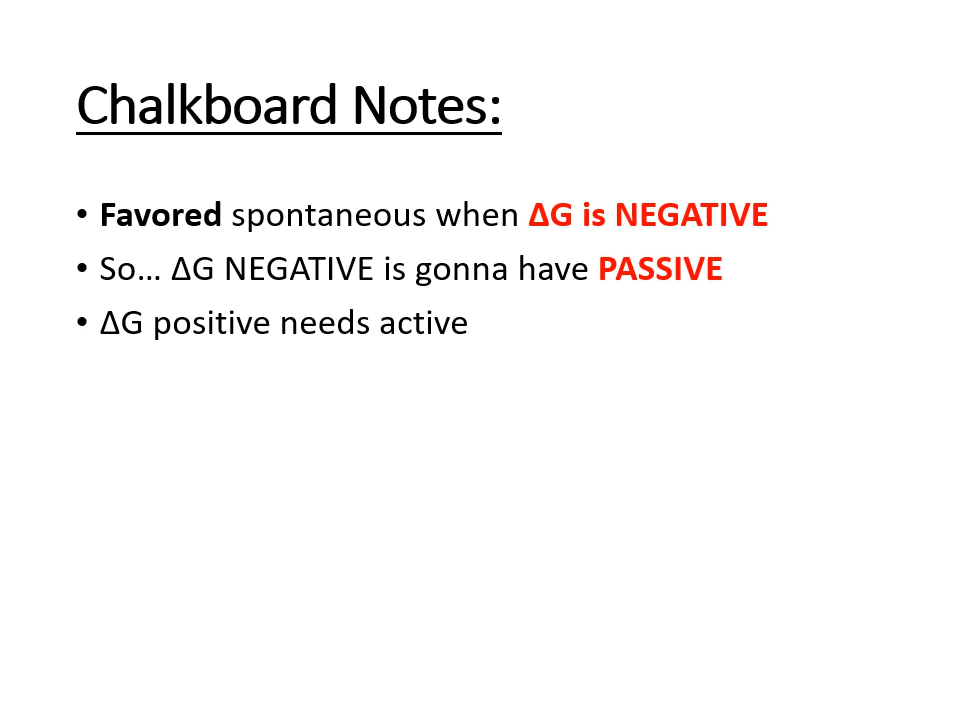 Chalkboard Notes:
• Favored spontaneous when ΔG is NEGATIVE
• So… ΔG NEGATIVE is gonna have PASSIVE
• ΔG positive needs active